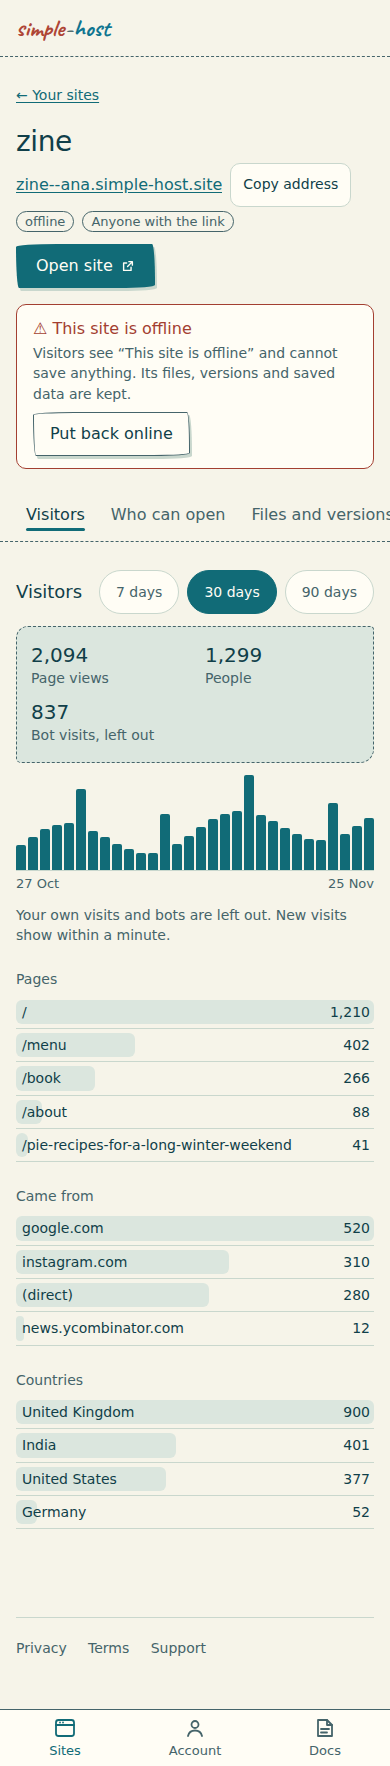 simple-host
← Your sites
zine
zine--ana.simple-host.site Copy address
offline Anyone with the link
Open site
⚠ This site is offline
Visitors see “This site is offline” and cannot
save anything. Its files, versions and saved
data are kept.
Put back online
Visitors Who can open Files and versions
Visitors 7 days 30 days 90 days
2,094 1,299
Page views People
837
Bot visits, left out
27 Oct 25 Nov
Your own visits and bots are left out. New visits
show within a minute.
Pages
/ 1,210
/menu 402
/book 266
/about 88
/pie-recipes-for-a-long-winter-weekend 41
Came from
google.com 520
instagram.com 310
(direct) 280
news.ycombinator.com 12
Countries
United Kingdom 900
India 401
United States 377
Germany 52
Privacy Terms Support
Sites Account Docs